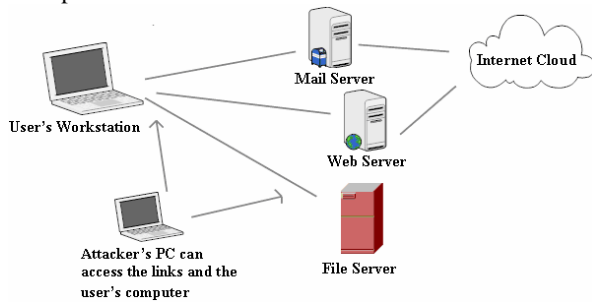 Mail Server
Internet Cloud
User's Workstation
Web Server
Attacker's PC can
access the links and the
user's computer
File Server